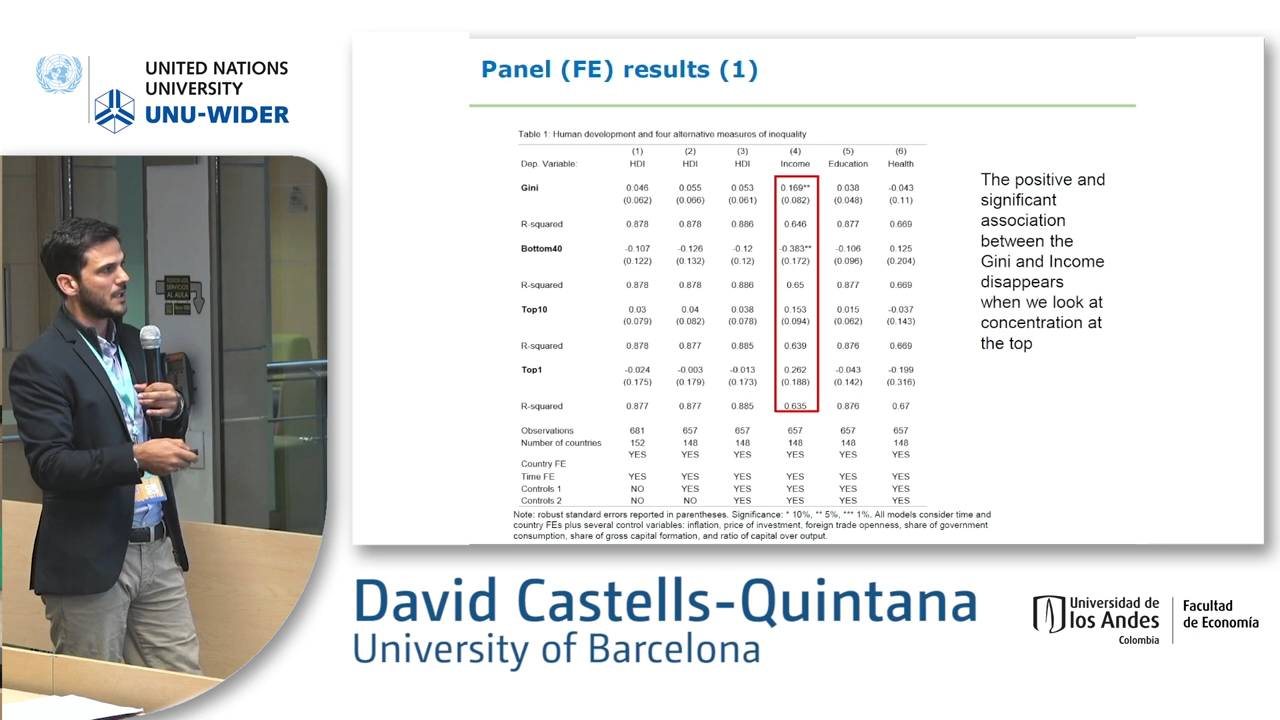 UNITED NATIONS
UNIVERSITY
UNU-WIDER
Panel (FE) results (1)
Table 1: Human development and four alternative measures of inequality
(1) (2) (3) (4) (5) (6)
Dep. Variable: HDI HDI HDI Income Education Health
Gini 0.046 0.055 0.053 0.169** 0.038 -0.043
(0.062) (0.066) (0.061) (0.082) (0.048) (0.11)
R-squared 0.878 0.878 0.886 0.646 0.877 0.669
Bottom40 -0.107 -0.126 -0.12 -0.383** -0.106 0.125
(0.122) (0.132) (0.12) (0.172) (0.096) (0.204)
R-squared 0.878 0.878 0.886 0.65 0.877 0.669
Top10 0.03 0.04 0.038 0.153 0.015 -0.037
(0.079) (0.082) (0.078) (0.094) (0.062) (0.143)
R-squared 0.878 0.877 0.885 0.639 0.876 0.669
Top1 -0.024 -0.003 -0.013 0.262 -0.043 -0.199
(0.175) (0.179) (0.173) (0.188) (0.142) (0.316)
R-squared 0.877 0.877 0.885 0.635 0.876 0.67
Observations 681 657 657 657 657 657
Number of countries 152 148 148 148 148 148
YES YES YES YES YES YES
Country FE
Time FE YES YES YES YES YES YES
Controls 1 NO YES YES YES YES YES
Controls 2 NO NO YES YES YES YES
Note: robust standard errors reported in parentheses. Significance: * 10%, ** 5%, *** 1%. All models consider time and
country FEs plus several control variables: inflation, price of investment, foreign trade openness, share of government
consumption, share of gross capital formation, and ratio of capital over output.
The positive and
significant
association
between the
Gini and Income
disappears
when we look at
concentration at
the top
David Castells-Quintana
University of Barcelona
Universidad de
los Andes
Colombia
Facultad
de Economía